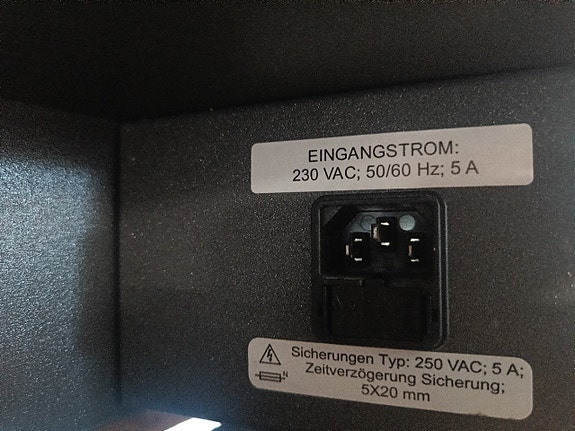 EINGANGSTROM:
230 VAC; 50/60 Hz; 5 A
Sicherungen Typ: 250 VAC; 5 A;
Zeitverzögerung Sicherung;
N
5X20 mm